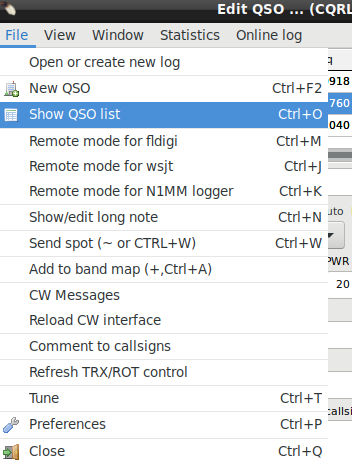 Edit QSO ... (CQRL
File View Window Statistics Online log
Open or create new log
918
New QSO Ctrl+F2
760
Show QSO list Ctrl+O
040
Remote mode for fldigi Ctrl+M
Remote mode for wsjt Ctrl+J
Remote mode for N1MM logger Ctrl+K
Show/edit long note Ctrl+N
uto
Send spot (~ or CTRL+W) Ctrl+W
Add to band map (+,Ctrl+A)
PWR
CW Messages
20
Reload CW interface
Comment to callsigns
Refresh TRX/ROT control
Tune Ctrl+T
callsi
Preferences Ctrl+P
Close Ctrl+Q